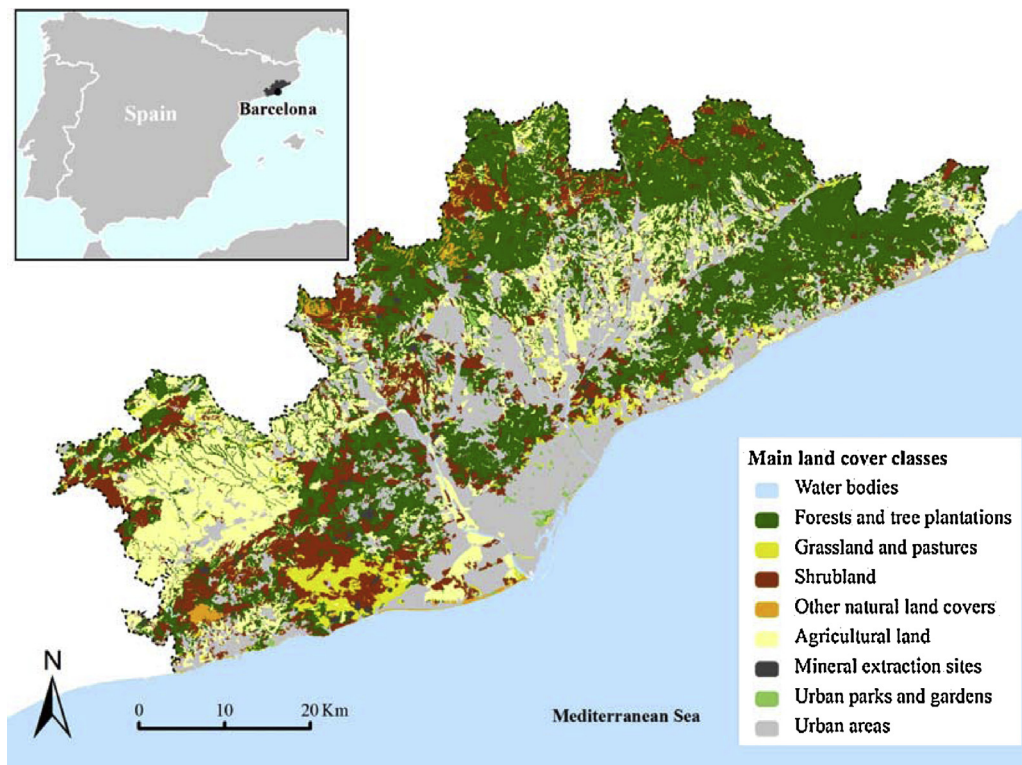 Spain
Barcelona
Main land cover classes
Water bodies
Forests and tree plantations
Grassland and pastures
Shrubland
Other natural land covers
Agricultural land
Mineral extraction sites
Urban parks and gardens
Urban areas
N
0 10 20 Km
Mediterranean Sea